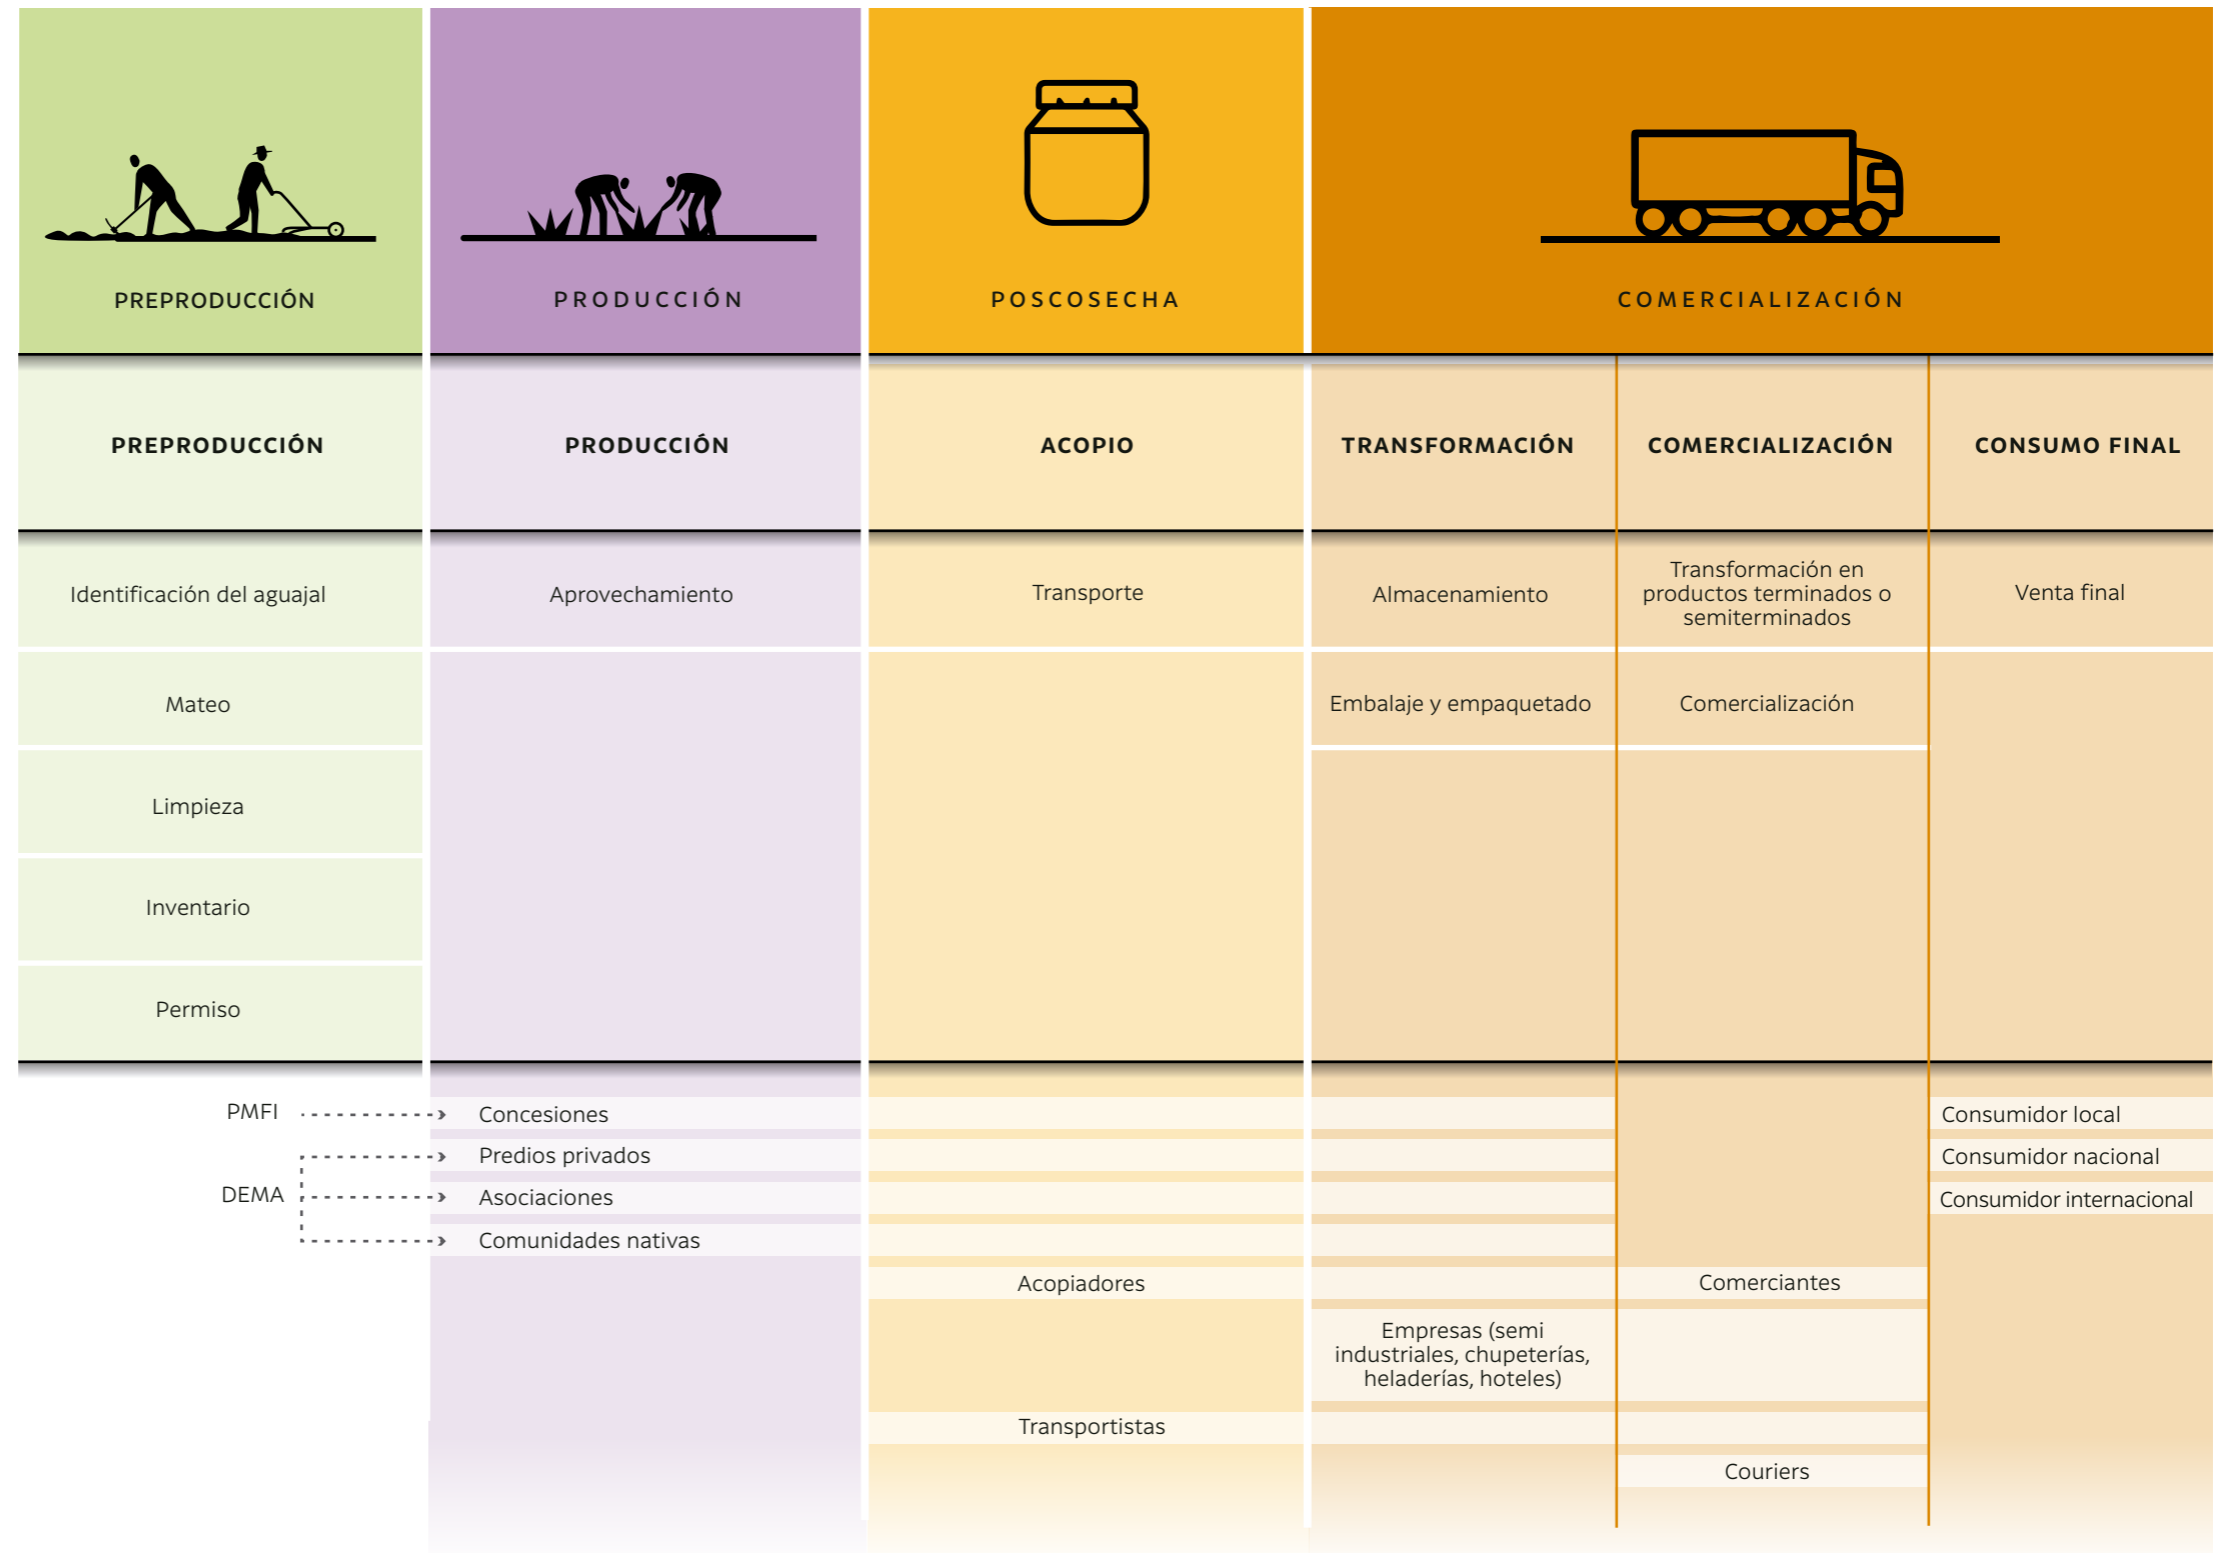 PREPRODUCCIÓN
PRODUCCIÓN
POSCOSECHA
COMERCIALIZACIÓN
PREPRODUCCIÓN
PRODUCCIÓN
ACOPIO
TRANSFORMACIÓN
COMERCIALIZACIÓN
CONSUMO FINAL
Identificación del aguajal
Aprovechamiento
Transporte
Almacenamiento
Transformación en
productos terminados o
semiterminados
Venta final
Mateo
Embalaje y empaquetado
Comercialización
Limpieza
Inventario
Permiso
PMFI
Concesiones
Consumidor local
Predios privados
Consumidor nacional
DEMA
Asociaciones
Consumidor internacional
Comunidades nativas
Acopiadores
Comerciantes
Empresas (semi
industriales, chupeterías,
heladerías, hoteles)
Transportistas
Couriers